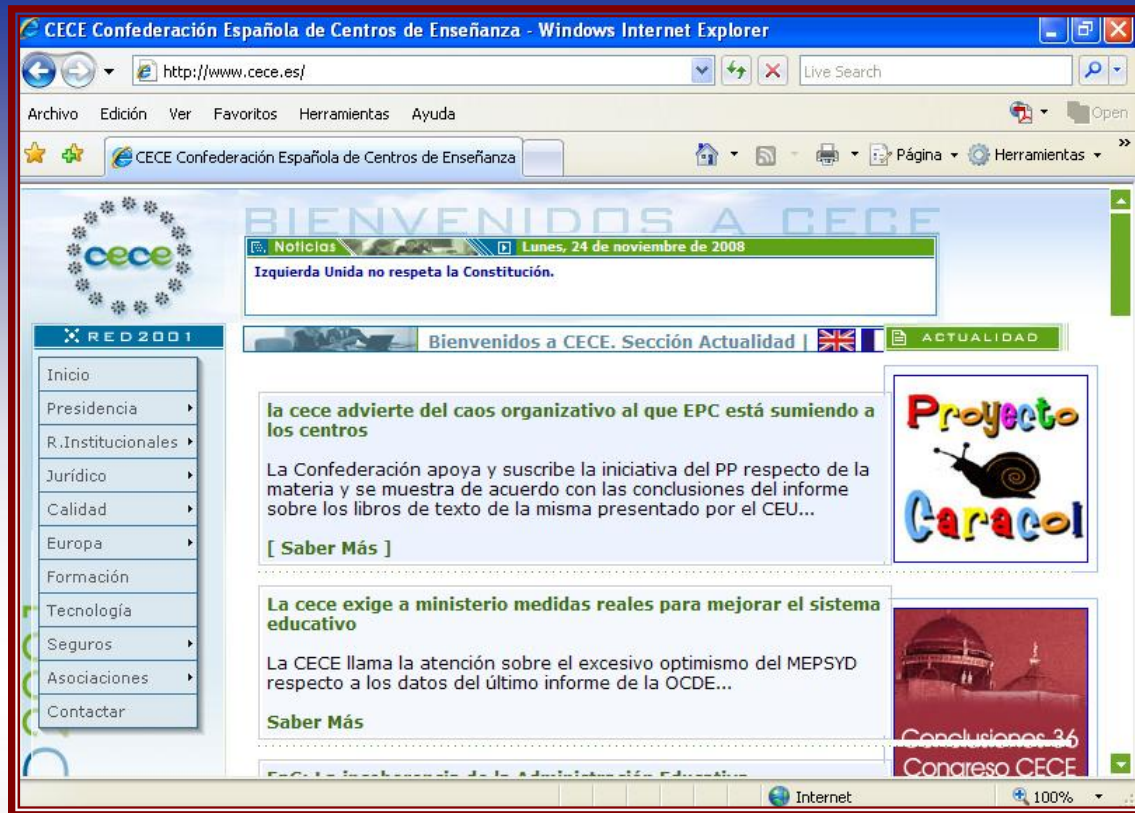 CECE Confederación Española de Centros de Enseñanza - Windows Internet Explorer
http://www.cece.es/
Live Search
Archivo Edición Ver Favoritos Herramientas Ayuda
Open
CECE Confederación Española de Centros de Enseñanza
Página
Herramientas
cece
BIENVENIDOS A CECE
Noticias
Lunes, 24 de noviembre de 2008
Izquierda Unida no respeta la Constitución.
RED2001
Inicio
Presidencia
R.Institucionales
Jurídico
Calidad
Europa
Formación
Tecnología
Seguros
Asociaciones
Contactar
Bienvenidos a CECE. Sección Actualidad |
la cece advierte del caos organizativo al que EPC está sumiendo a
los centros
La Confederación apoya y suscribe la iniciativa del PP respecto de la
materia y se muestra de acuerdo con las conclusiones del informe
sobre los libros de texto de la misma presentado por el CEU...
[ Saber Más ]
La cece exige a ministerio medidas reales para mejorar el sistema
educativo
La CECE llama la atención sobre el excesivo optimismo del MEPSYD
respecto a los datos del último informe de la OCDE...
Saber Más
EpC: La incoherencia de la Administración Educativa
ACTUALIDAD
Proyecto
Caracol
Conclusiones 36
Congreso CECE
Internet
100%